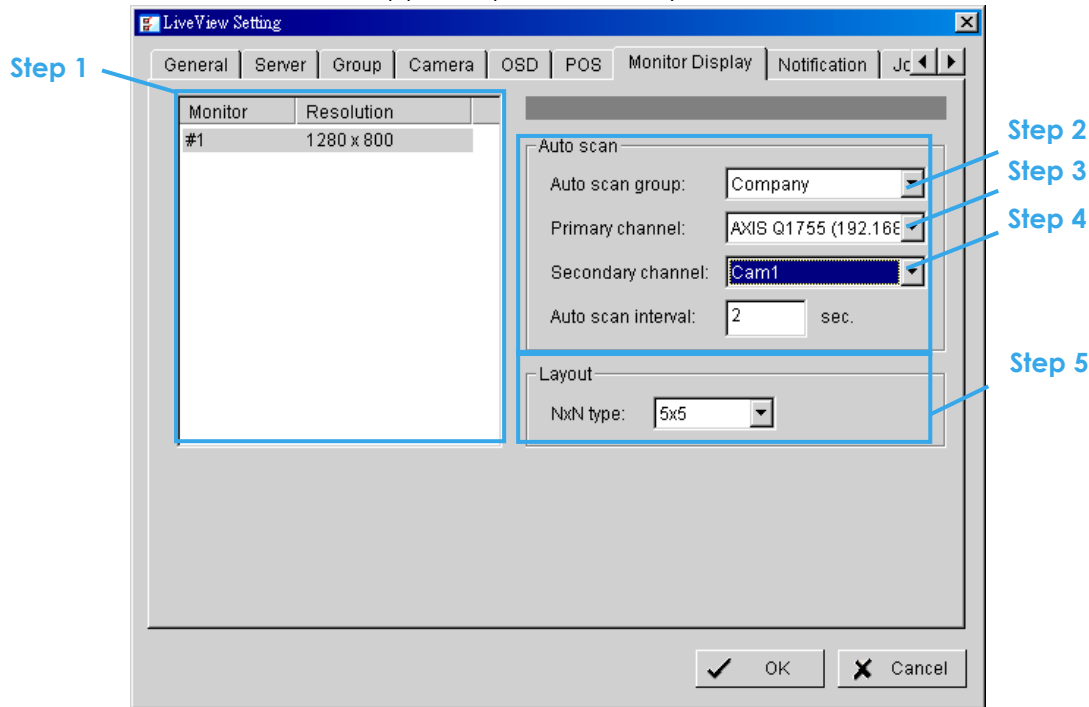 LiveView Setting
Step 1
General Server Group Camera OSD POS Monitor Display Notification Jo
Monitor Resolution
#1 1280 x 800
Auto scan
Step 2
Auto scan group: Company
Step 3
Primary channel: AXIS Q1755 (192.168
Step 4
Secondary channel: Cam1
Auto scan interval: 2 sec.
Layout
Step 5
NxN type: 5x5
OK Cancel